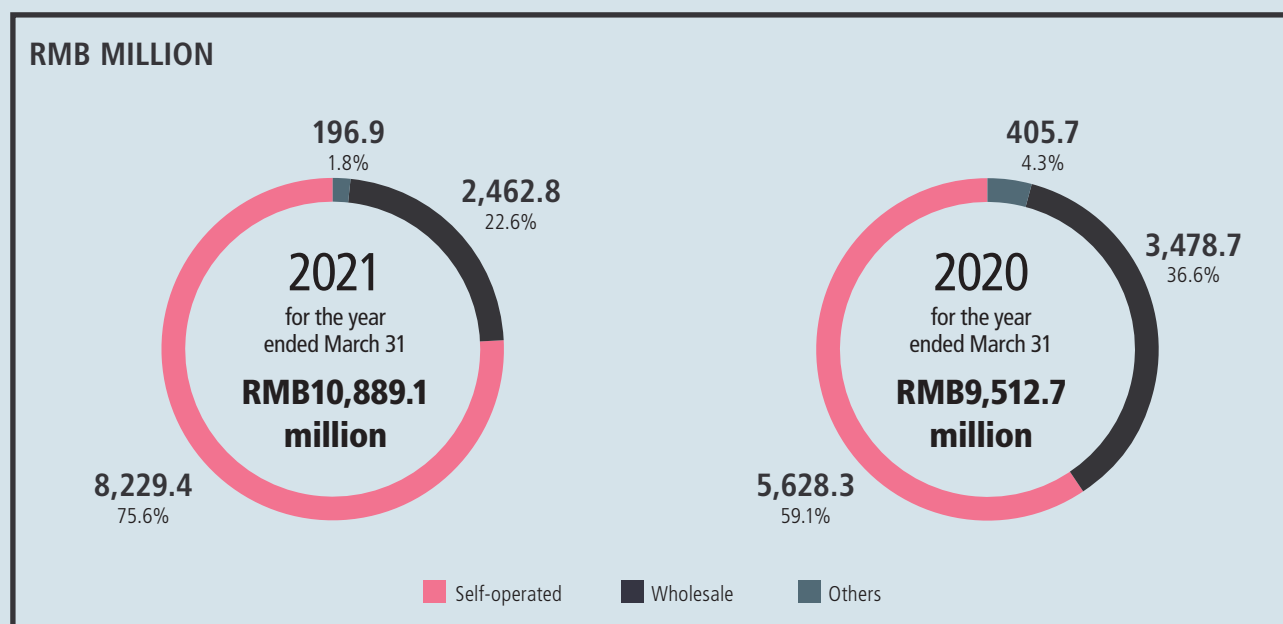 RMB MILLION
196.9
1.8%
2,462.8
22.6%
2021
for the year
ended March 31
RMB10,889.1
million
8,229.4
75.6%
405.7
4.3%
3,478.7
36.6%
2020
for the year
ended March 31
RMB9,512.7
million
5,628.3
59.1%
Self-operated
Wholesale
Others